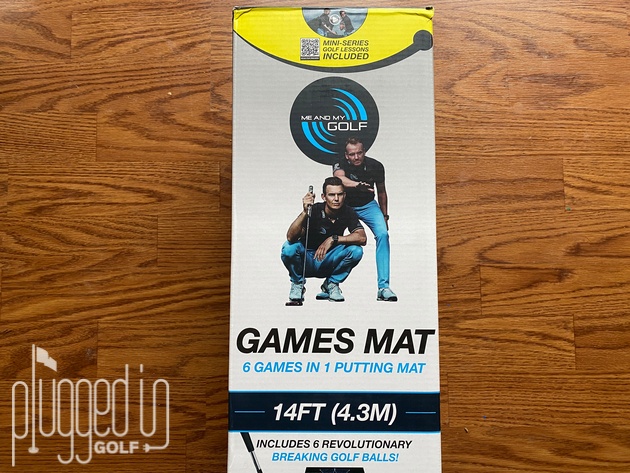 MINI-SERIES
GOLF LESSONS
INCLUDED
ME AND MY
GOLF
GAMES MAT
6 GAMES IN 1 PUTTING MAT
14FT (4.3M)
INCLUDES 6 REVOLUTIONARY
BREAKING GOLF BALLS!
plugged in
GOLF